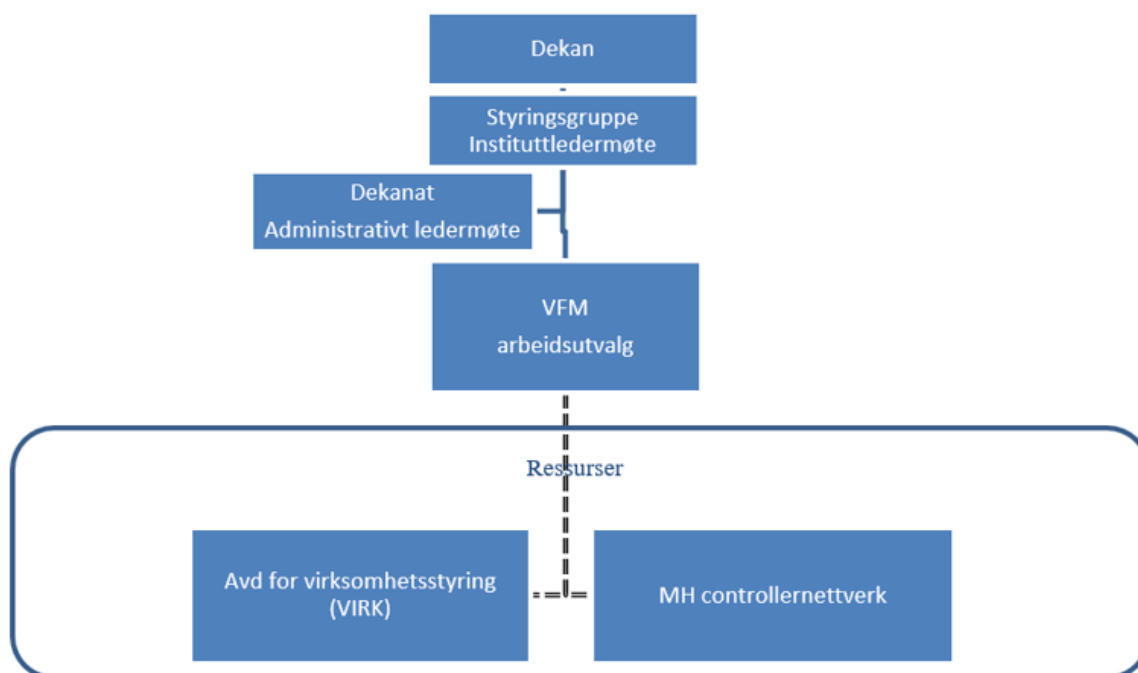 Dekan
Styringsgruppe
Instituttledermøte
Dekanat
Administrativt ledermøte
VFM
arbeidsutvalg
Ressurser
Avd for virksomhetsstyring
(VIRK)
MH controllernettverk